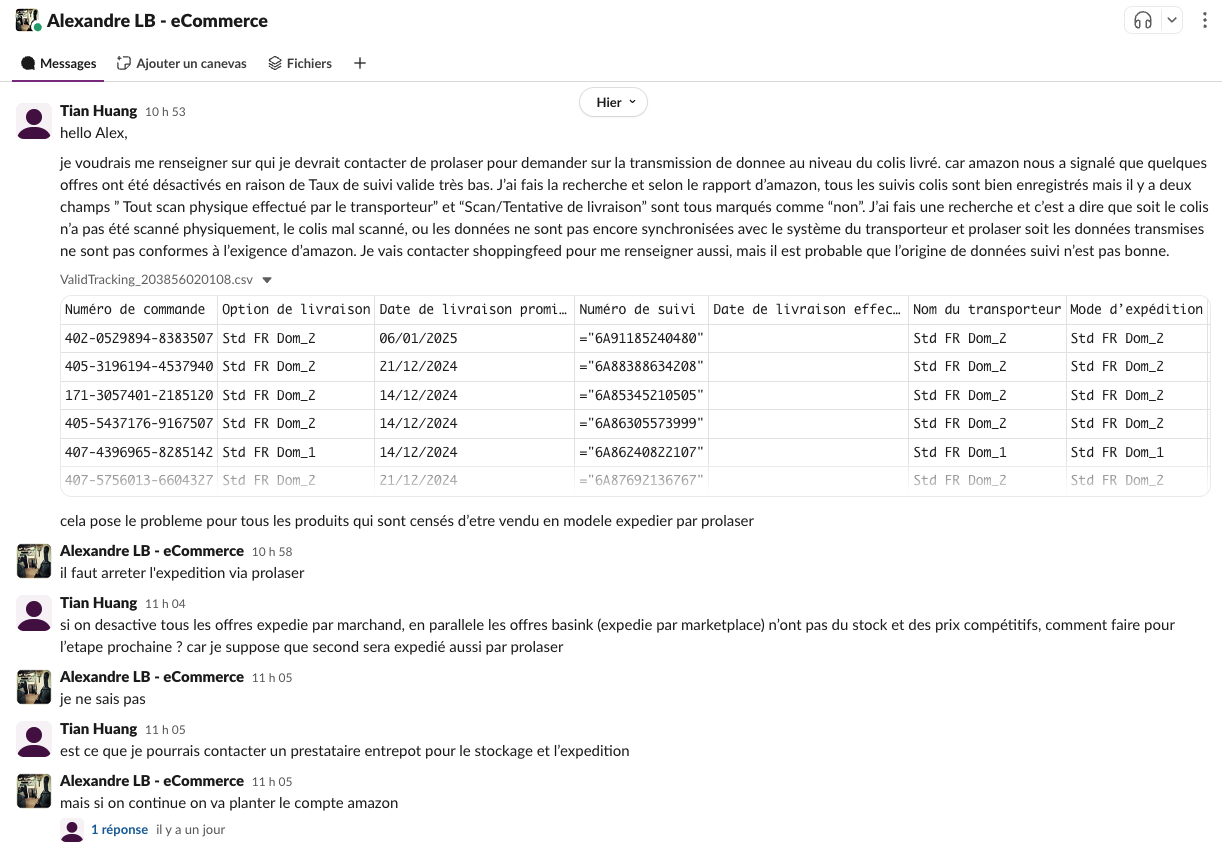 Alexandre LB - eCommerce
Messages
Ajouter un canevas
Fichiers
Hier
Tian Huang 10 h 53
hello Alex,
je voudrais me renseigner sur qui je devrait contacter de prolaser pour demander sur la transmission de donnee au niveau du colis livré. car amazon nous a signalé que quelques
offres ont été désactivés en raison de Taux de suivi valide très bas. J’ai fais la recherche et selon le rapport d’amazon, tous les suivis colis sont bien enregistrés mais il y a deux
champs ” Tout scan physique effectué par le transporteur” et “Scan/Tentative de livraison” sont tous marqués comme “non”. J’ai fais une recherche et c’est a dire que soit le colis
n’a pas été scanné physiquement, le colis mal scanné, ou les données ne sont pas encore synchronisées avec le système du transporteur et prolaser soit les données transmises
ne sont pas conformes à l’exigence d’amazon. Je vais contacter shoppingfeed pour me renseigner aussi, mais il est probable que l’origine de données suivi n’est pas bonne.
ValidTracking_203856020108.csv
Numéro de commande Option de livraison Date de livraison promi… Numéro de suivi Date de livraison effec… Nom du transporteur Mode d’expédition
402-0529894-8383507 Std FR Dom_2 06/01/2025 ="6A91185240480" Std FR Dom_2 Std FR Dom_2
405-3196194-4537940 Std FR Dom_2 21/12/2024 ="6A88388634208" Std FR Dom_2 Std FR Dom_2
171-3057401-2185120 Std FR Dom_2 14/12/2024 ="6A85345210505" Std FR Dom_2 Std FR Dom_2
405-5437176-9167507 Std FR Dom_2 14/12/2024 ="6A86305573999" Std FR Dom_2 Std FR Dom_2
407-4396965-8285142 Std FR Dom_1 14/12/2024 ="6A86240822107" Std FR Dom_1 Std FR Dom_1
407-5756013-6604327 Std FR Dom_2 21/12/2024 ="6A87692136767" Std FR Dom_2 Std FR Dom_2
cela pose le probleme pour tous les produits qui sont censés d’etre vendu en modele expedier par prolaser
Alexandre LB - eCommerce 10 h 58
il faut arreter l'expedition via prolaser
Tian Huang 11 h 04
si on desactive tous les offres expedie par marchand, en parallele les offres basink (expedie par marketplace) n’ont pas du stock et des prix compétitifs, comment faire pour
l’etape prochaine ? car je suppose que second sera expedié aussi par prolaser
Alexandre LB - eCommerce 11 h 05
je ne sais pas
Tian Huang 11 h 05
est ce que je pourrais contacter un prestataire entrepot pour le stockage et l’expedition
Alexandre LB - eCommerce 11 h 05
mais si on continue on va planter le compte amazon
1 réponse il y a un jour